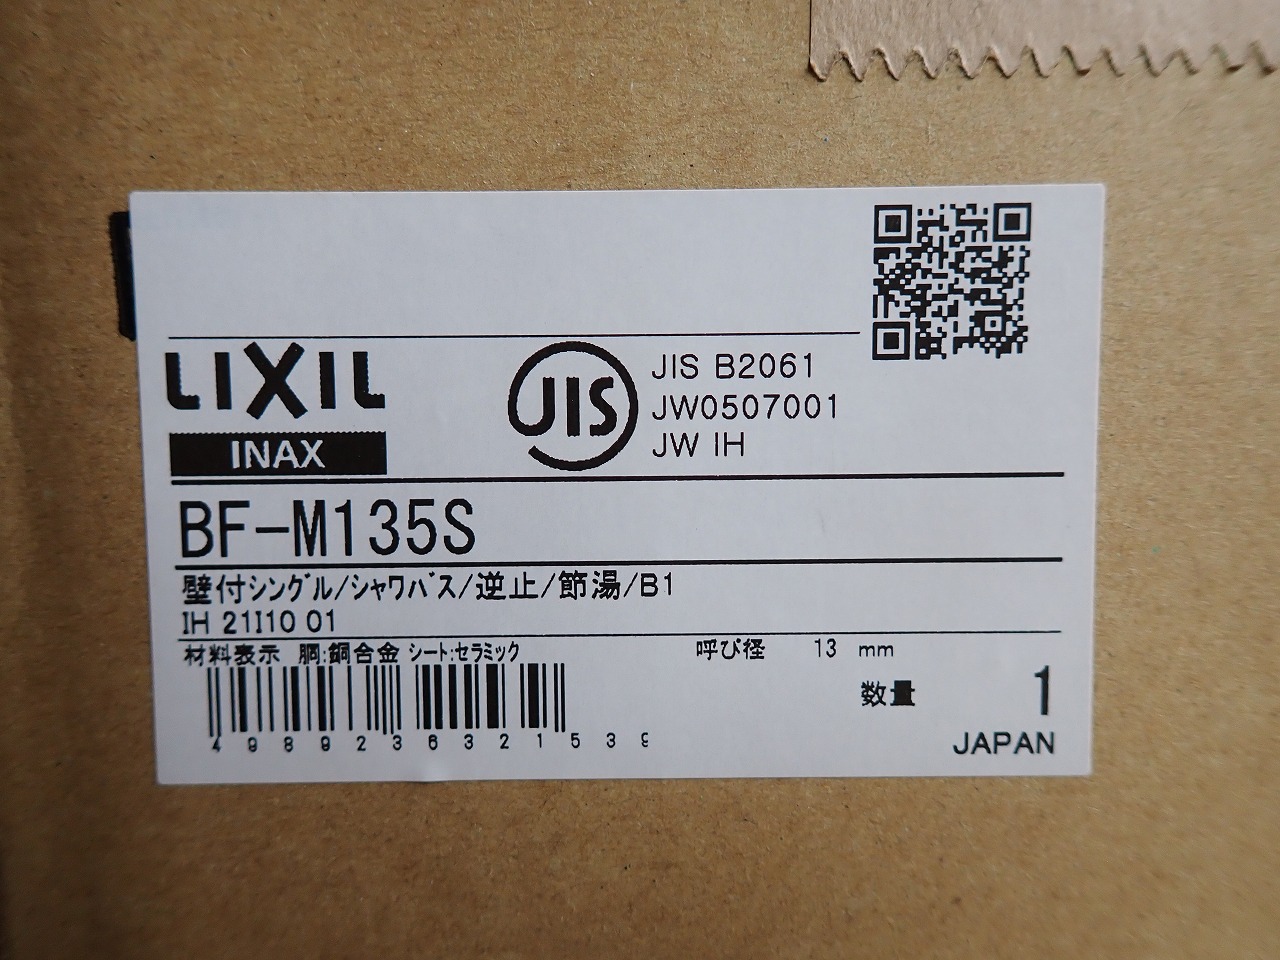 LIXIL
INAX
JIS
JIS B2061
JW0507001
JW IH
BF-M135S
壁付シングル/シャワバス/逆止/節湯/B1
IH 21I10 01
材料表示 胴:銅合金 シート:セラミック 呼び径 13 mm
数量 1
4989236321539
JAPAN